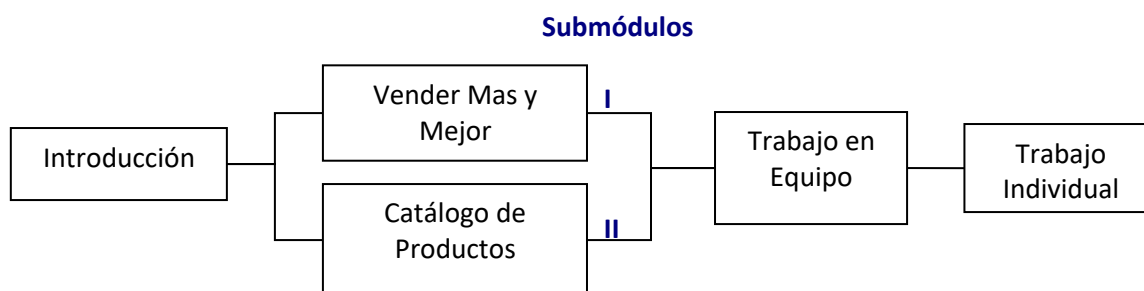 Submódulos
Vender Mas y
Mejor
I
Introducción
Trabajo en
Equipo
Trabajo
Individual
Catálogo de
Productos
II